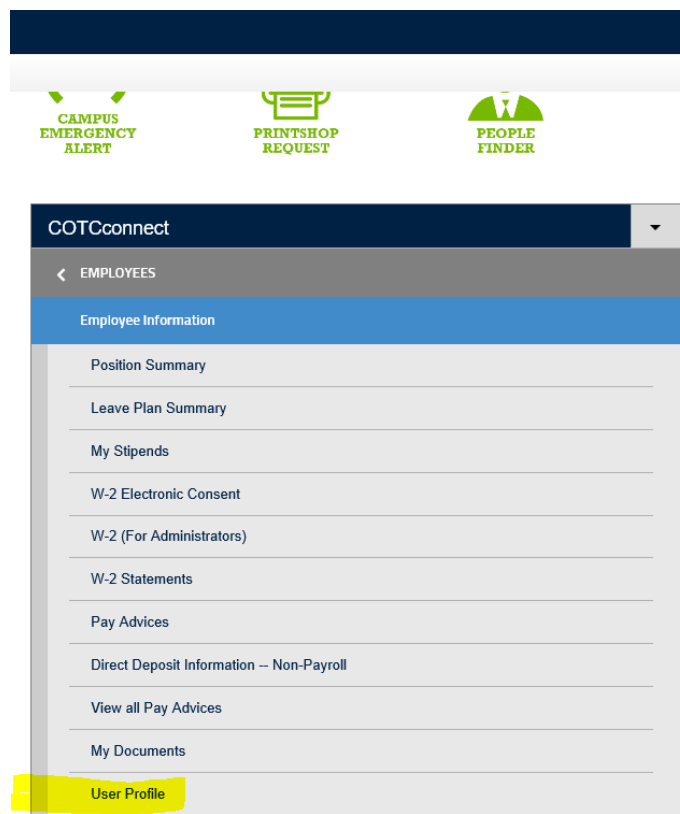 CAMPUS
EMERGENCY
ALERT
PRINTSHOP
REQUEST
PEOPLE
FINDER
COTCconnect
EMPLOYEES
Employee Information
Position Summary
Leave Plan Summary
My Stipends
W-2 Electronic Consent
W-2 (For Administrators)
W-2 Statements
Pay Advices
Direct Deposit Information -- Non-Payroll
View all Pay Advices
My Documents
User Profile